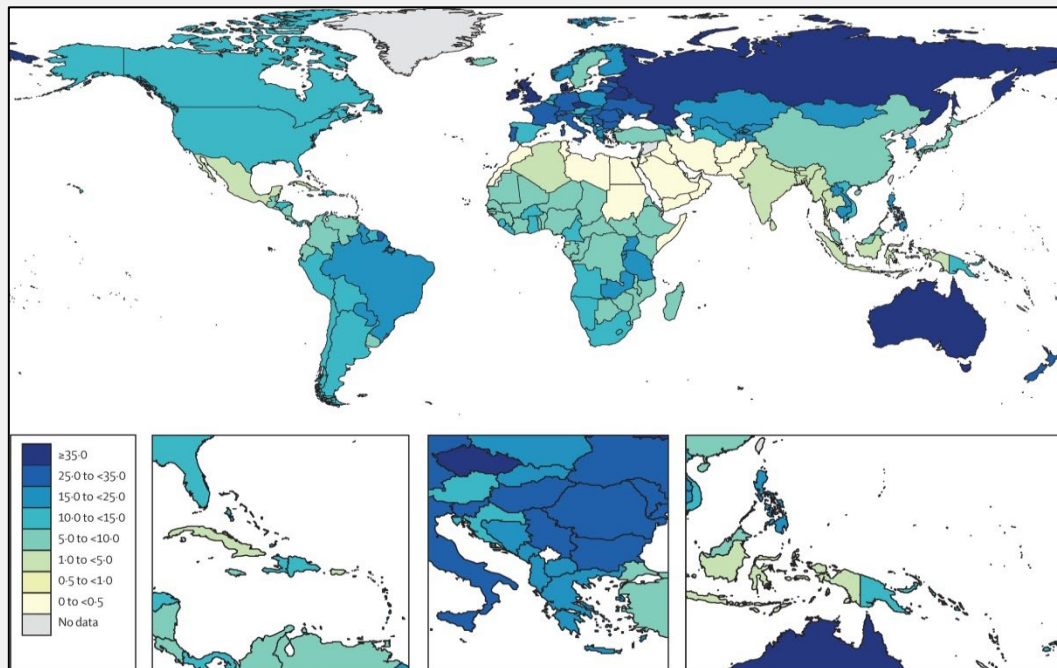 ≥35·0
25·0 to <35·0
15·0 to <25·0
10·0 to <15·0
5·0 to <10·0
1·0 to <5·0
0·5 to <1·0
0 to <0·5
No data